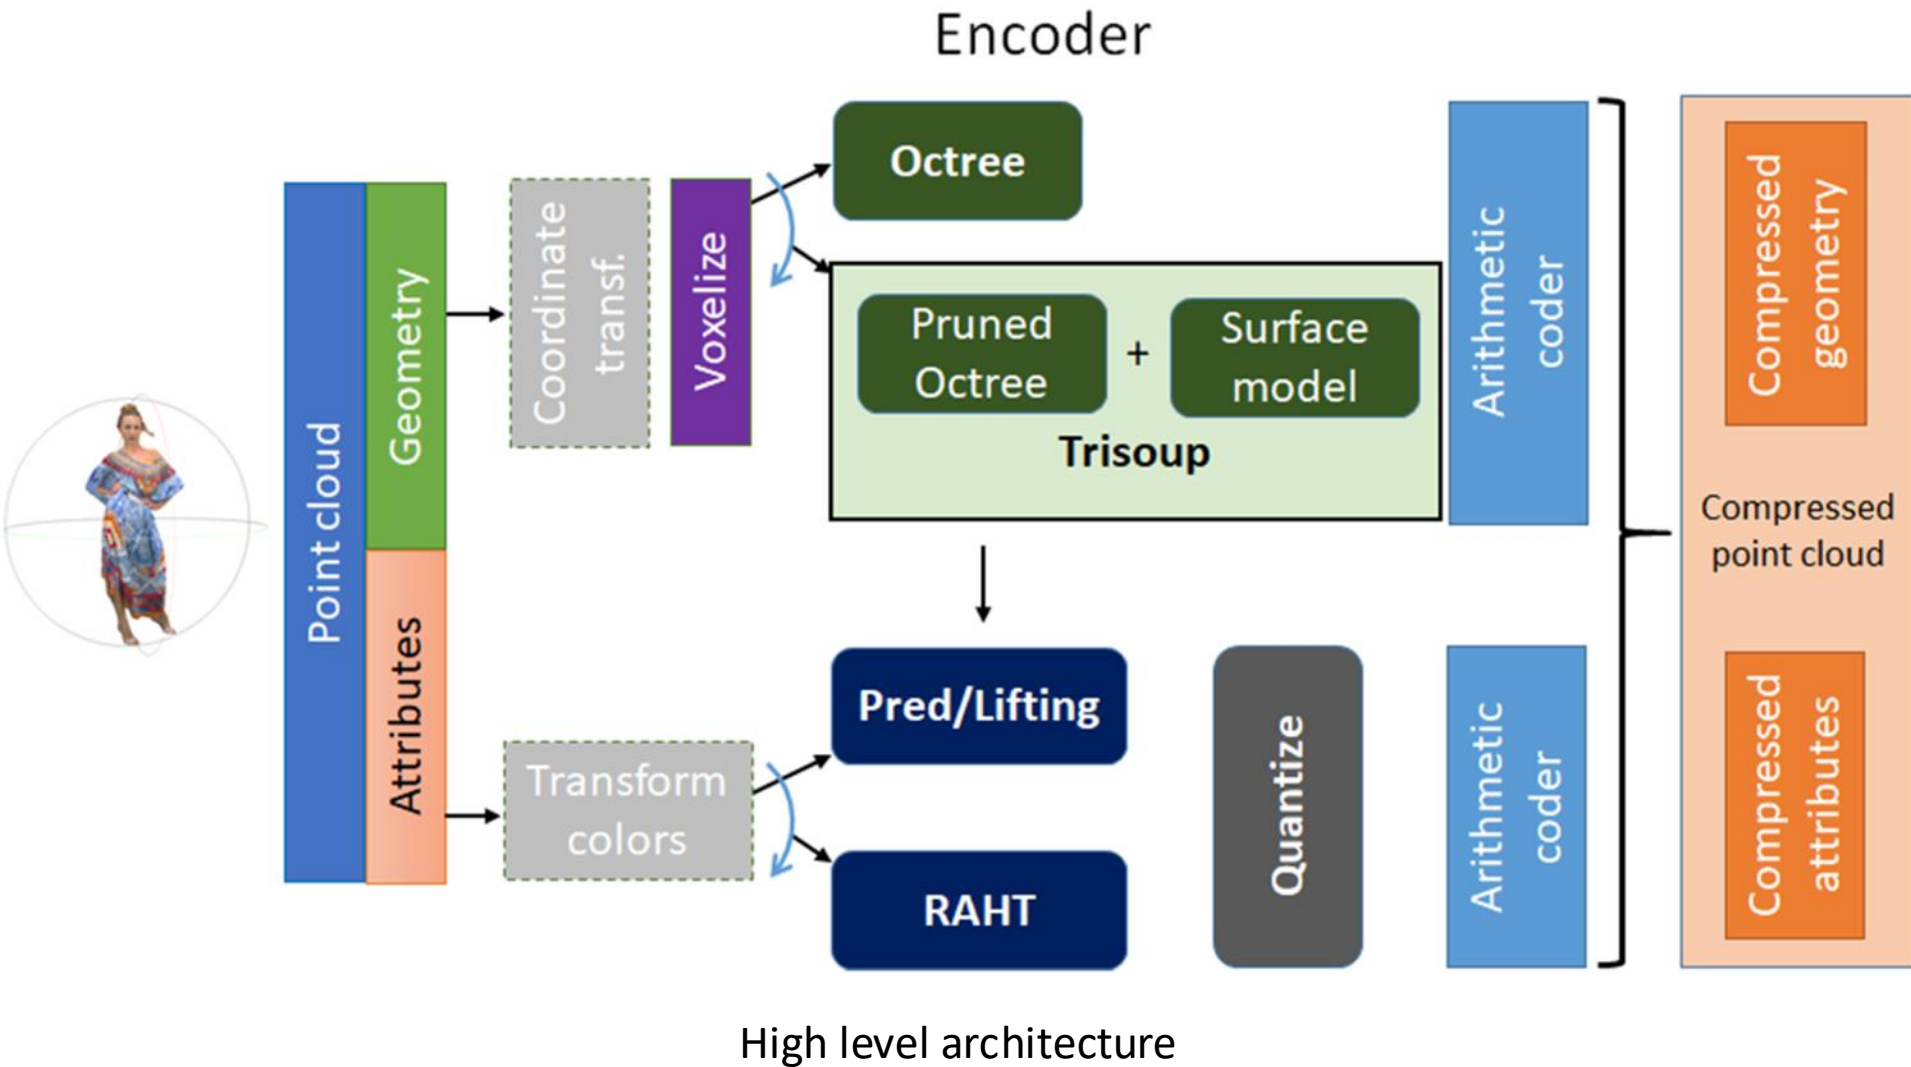 Encoder
Point cloud
Geometry
Attributes
Coordinate
transf.
Voxelize
Octree
Pruned
Octree
+
Surface
model
Trisoup
Arithmetic
coder
Transform
colors
Pred/Lifting
RAHT
Quantize
Arithmetic
coder
Compressed
geometry
Compressed
point cloud
Compressed
attributes
High level architecture